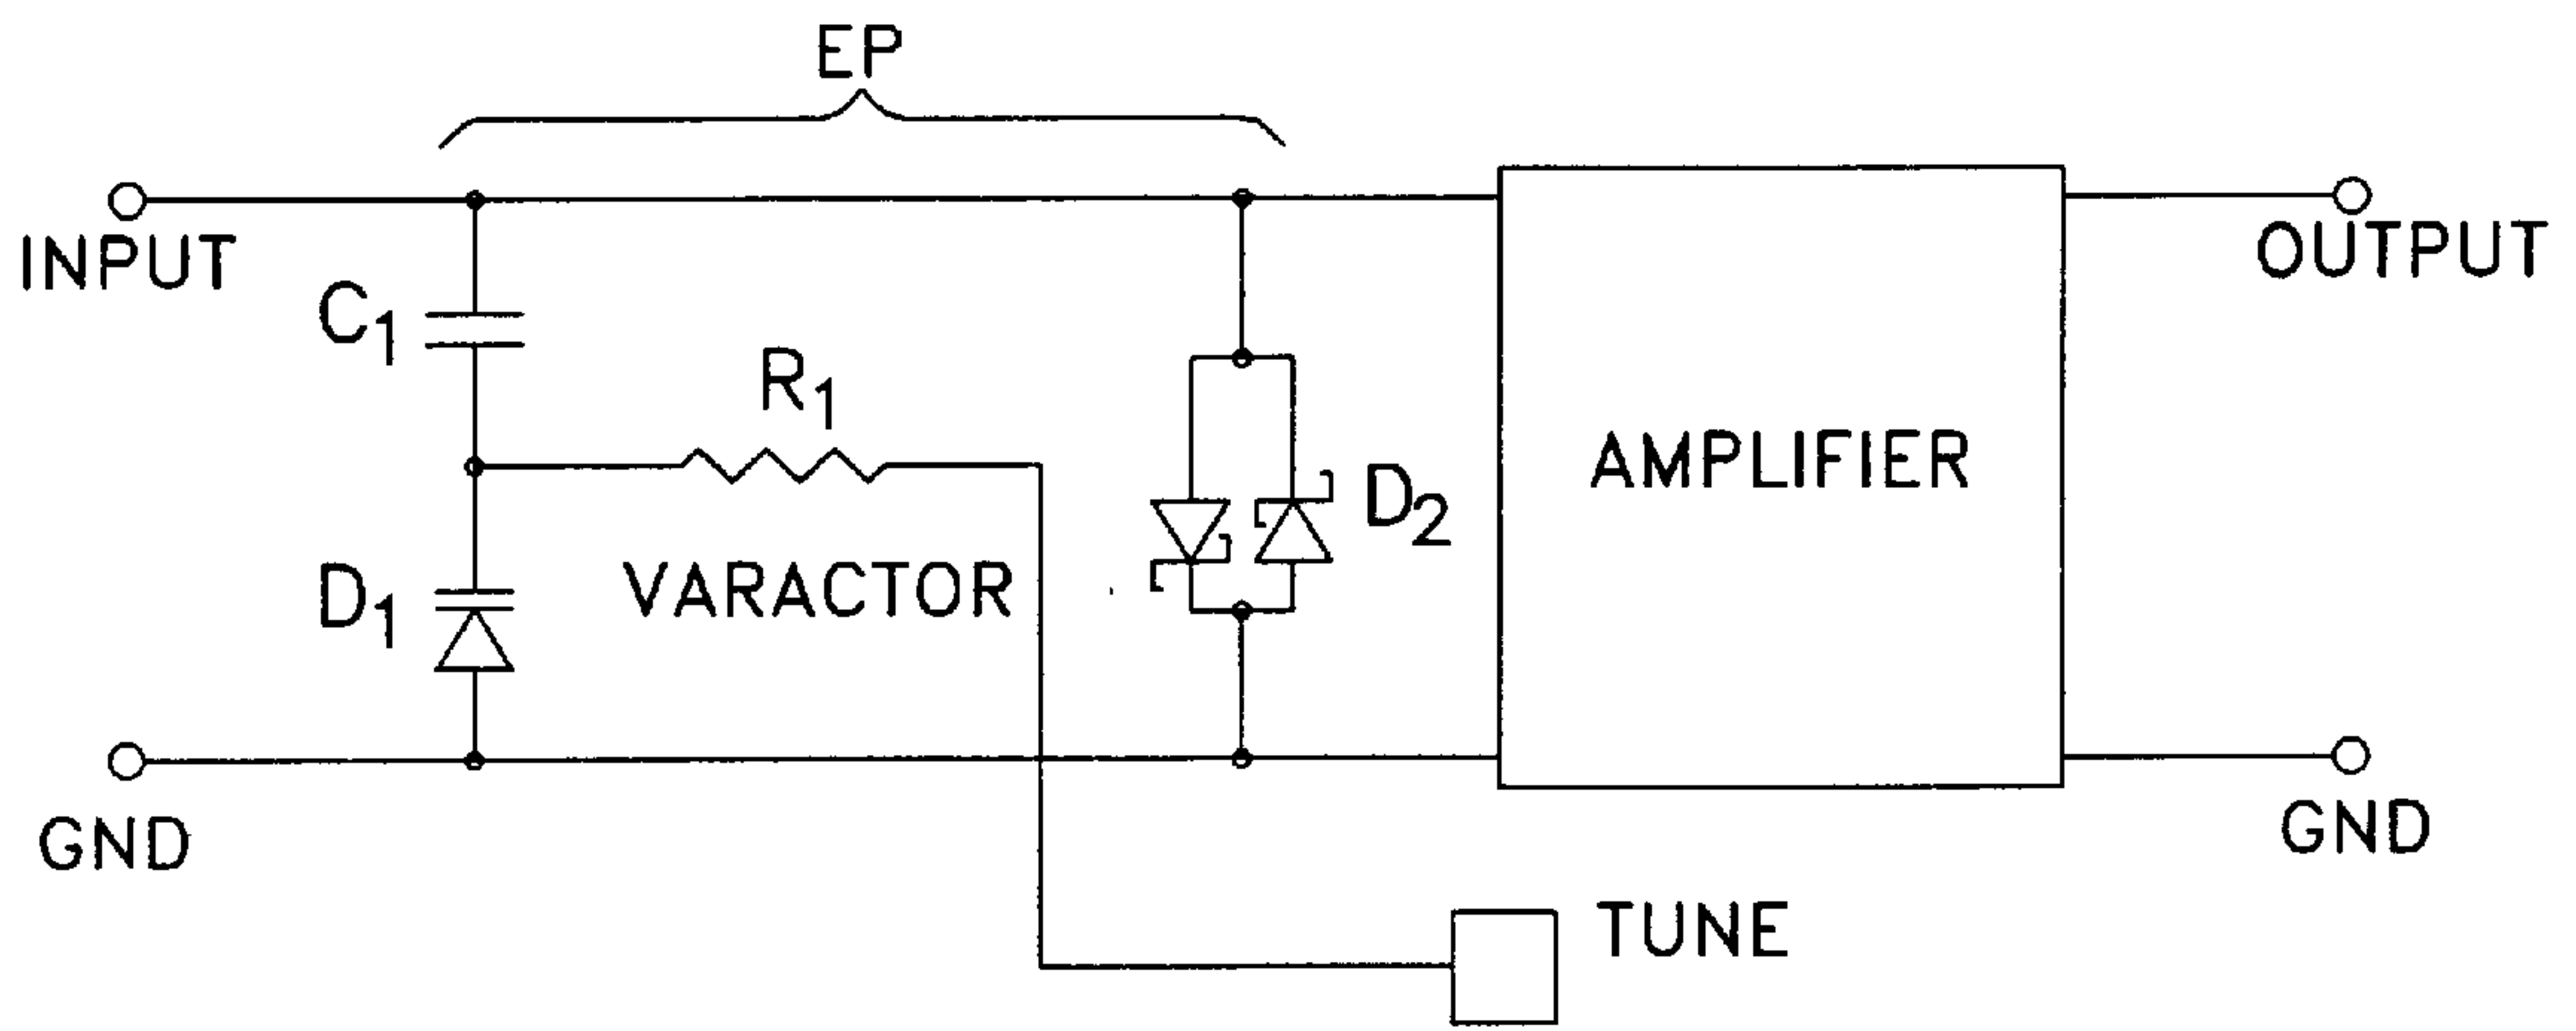 EP
INPUT
OUTPUT
C1
R1
AMPLIFIER
D2
D1
VARACTOR
GND
GND
TUNE